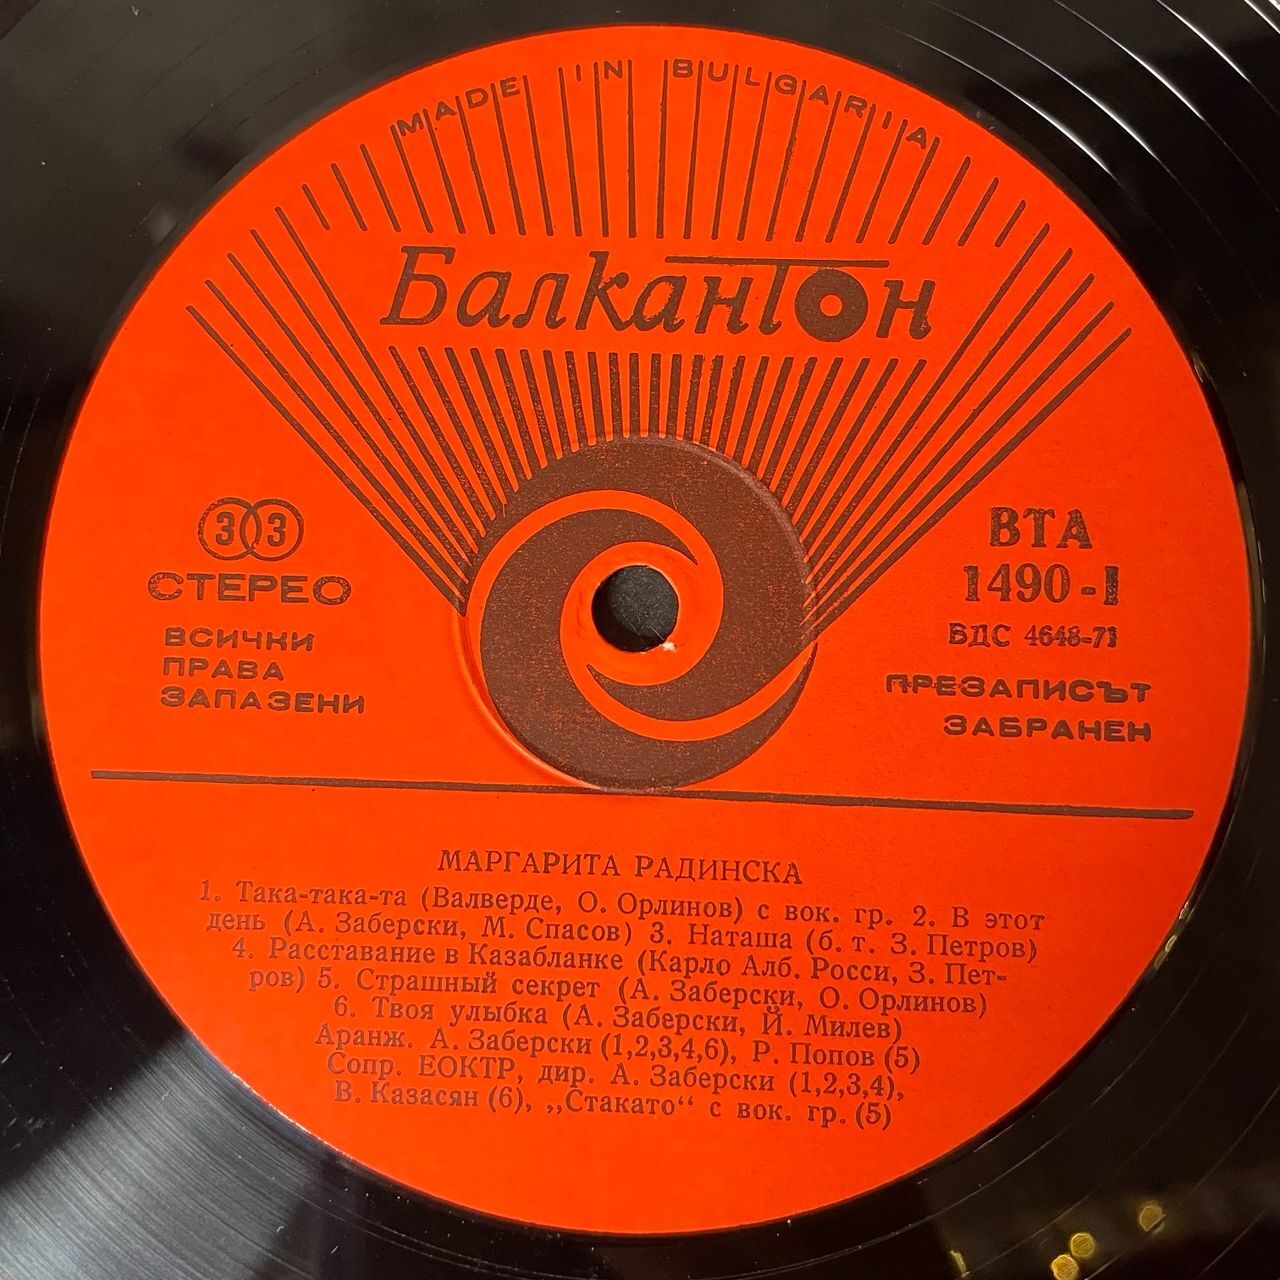 MADE IN BULGARIA
Балкантон
33
СТЕРЕО
ВСИЧКИ
ПРАВА
ЗАПАЗЕНИ
ВТА
1490-I
БДС 4648-71
ПРЕЗАПИСЪТ
ЗАБРАНЕН
МАРГАРИТА РАДИНСКА
1. Така-така-та (Валверде, О. Орлинов) с вок. гр. 2. В этот
день (А. Заберски, М. Спасов) 3. Наташа (б. т. З. Петров)
4. Расставание в Казабланке (Карло Алб. Росси, З. Пет-
ров) 5. Страшный секрет (А. Заберски, О. Орлинов)
6. Твоя улыбка (А. Заберски, Й. Милев)
Аранж. А. Заберски (1,2,3,4,6), Р. Попов (5)
Сопр. ЕОКТР, дир. А. Заберски (1,2,3,4),
В. Казасян (6), „Стакато“ с вок. гр. (5)